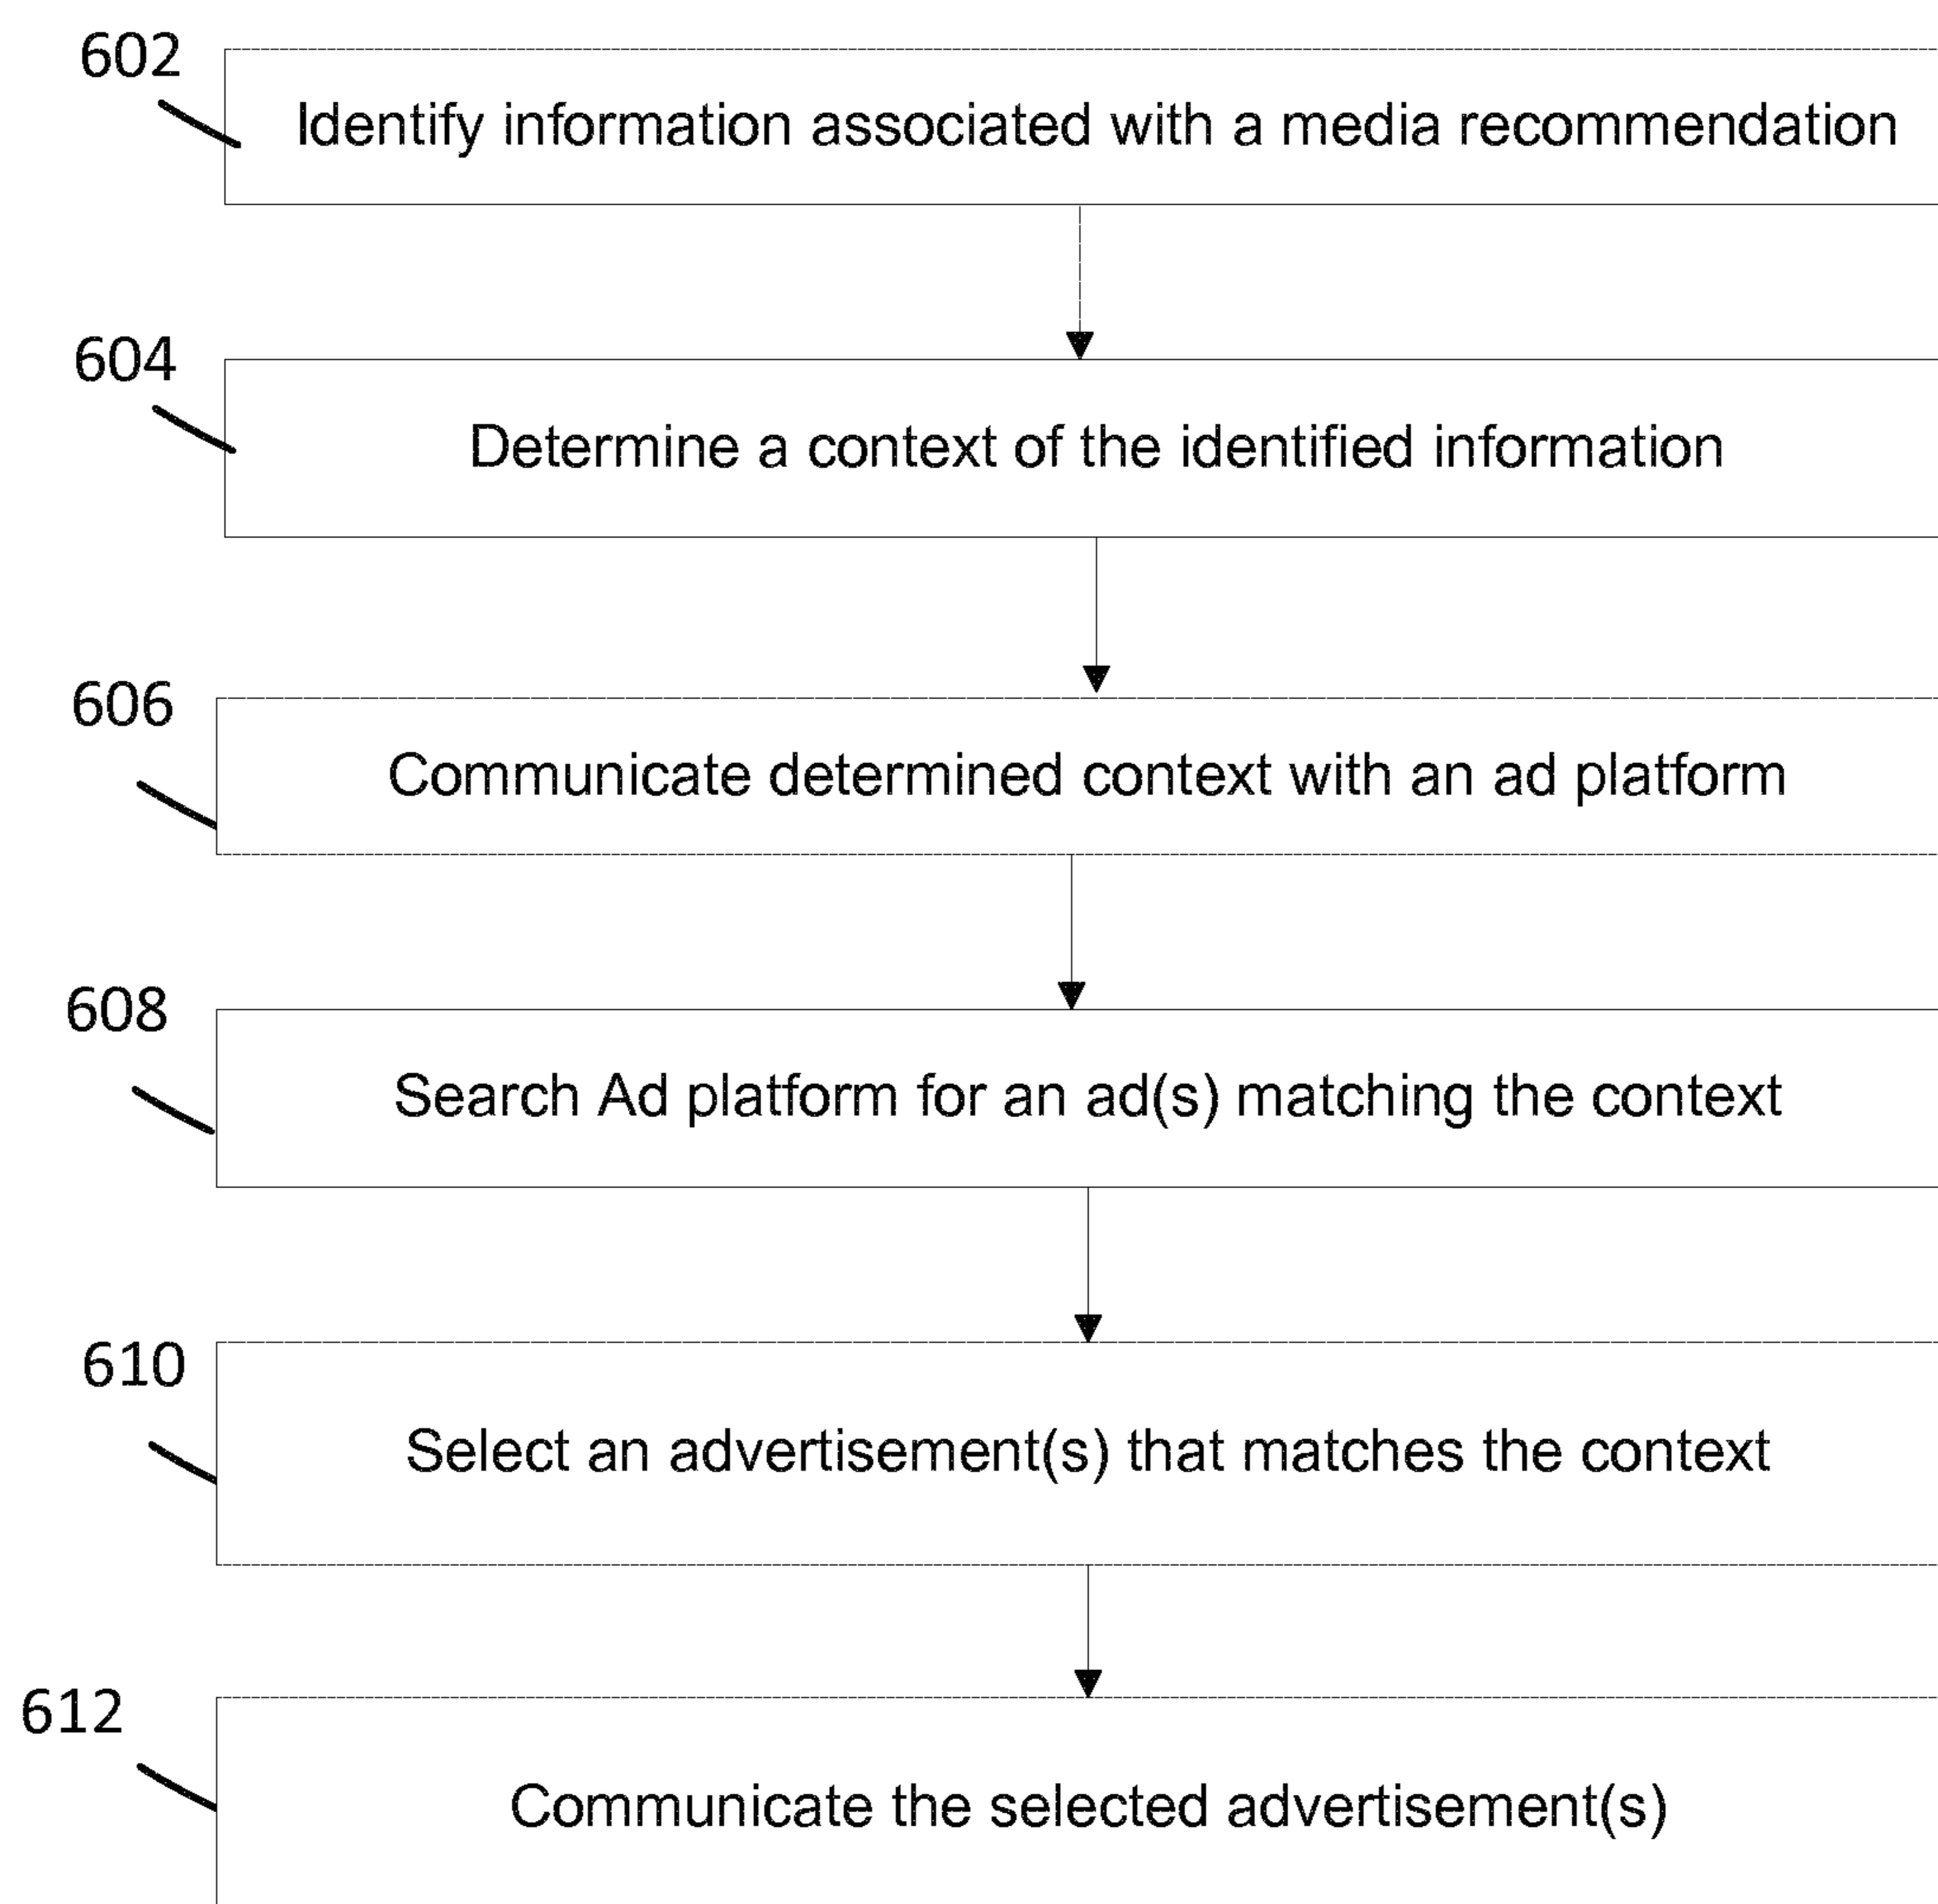 602
Identify information associated with a media recommendation
604
Determine a context of the identified information
606
Communicate determined context with an ad platform
608
Search Ad platform for an ad(s) matching the context
610
Select an advertisement(s) that matches the context
612
Communicate the selected advertisement(s)